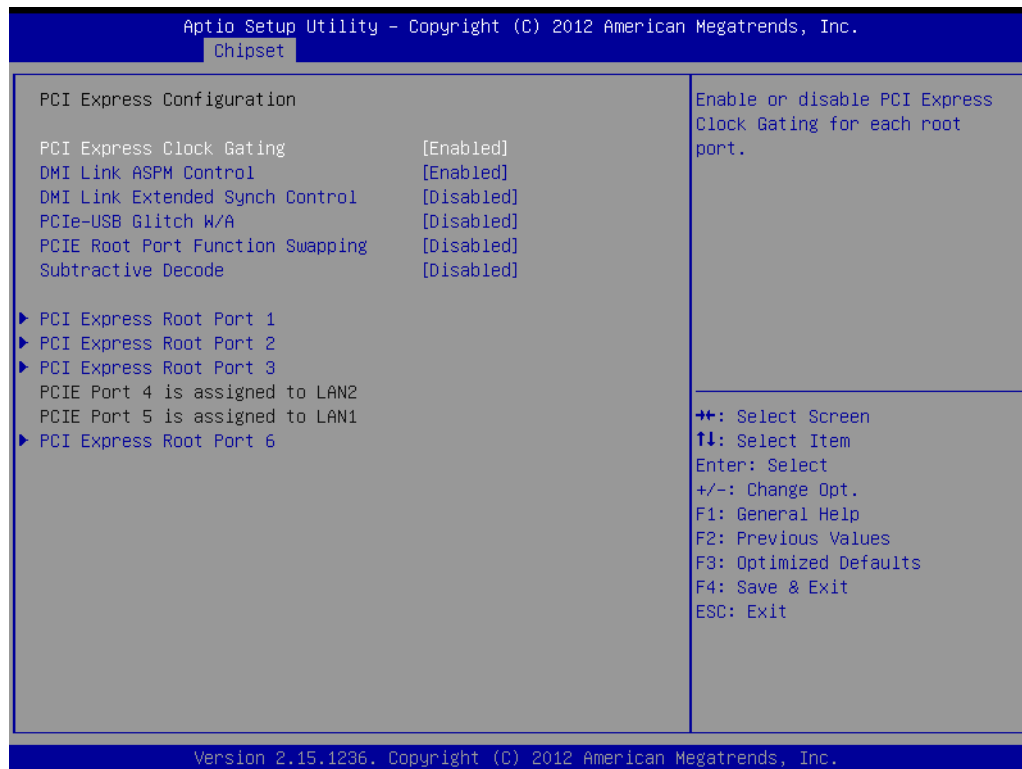 Aptio Setup Utility – Copyright (C) 2012 American Megatrends, Inc.
Chipset
PCI Express Configuration
PCI Express Clock Gating [Enabled]
DMI Link ASPM Control [Enabled]
DMI Link Extended Synch Control [Disabled]
PCIe-USB Glitch W/A [Disabled]
PCIE Root Port Function Swapping [Disabled]
Subtractive Decode [Disabled]
PCI Express Root Port 1
PCI Express Root Port 2
PCI Express Root Port 3
PCIE Port 4 is assigned to LAN2
PCIE Port 5 is assigned to LAN1
PCI Express Root Port 6
Enable or disable PCI Express
Clock Gating for each root
port.
→←: Select Screen
↑↓: Select Item
Enter: Select
+/-: Change Opt.
F1: General Help
F2: Previous Values
F3: Optimized Defaults
F4: Save & Exit
ESC: Exit
Version 2.15.1236. Copyright (C) 2012 American Megatrends, Inc.